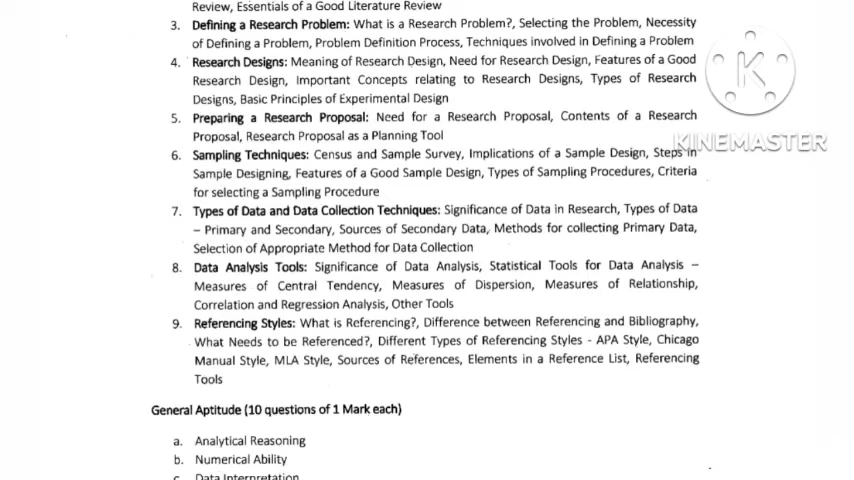 Review, Essentials of a Good Literature Review
3. Defining a Research Problem: What is a Research Problem?, Selecting the Problem, Necessity
of Defining a Problem, Problem Definition Process, Techniques involved in Defining a Problem
4. Research Designs: Meaning of Research Design, Need for Research Design, Features of a Good
Research Design, Important Concepts relating to Research Designs, Types of Research
Designs, Basic Principles of Experimental Design
5. Preparing a Research Proposal: Need for a Research Proposal, Contents of a Research
Proposal, Research Proposal as a Planning Tool
6. Sampling Techniques: Census and Sample Survey, Implications of a Sample Design, Steps in
Sample Designing, Features of a Good Sample Design, Types of Sampling Procedures, Criteria
for selecting a Sampling Procedure
7. Types of Data and Data Collection Techniques: Significance of Data in Research, Types of Data
– Primary and Secondary, Sources of Secondary Data, Methods for collecting Primary Data,
Selection of Appropriate Method for Data Collection
8. Data Analysis Tools: Significance of Data Analysis, Statistical Tools for Data Analysis –
Measures of Central Tendency, Measures of Dispersion, Measures of Relationship,
Correlation and Regression Analysis, Other Tools
9. Referencing Styles: What is Referencing?, Difference between Referencing and Bibliography,
What Needs to be Referenced?, Different Types of Referencing Styles - APA Style, Chicago
Manual Style, MLA Style, Sources of References, Elements in a Reference List, Referencing
Tools
General Aptitude (10 questions of 1 Mark each)
a. Analytical Reasoning
b. Numerical Ability
c. Data Interpretation
K
KINEMASTER